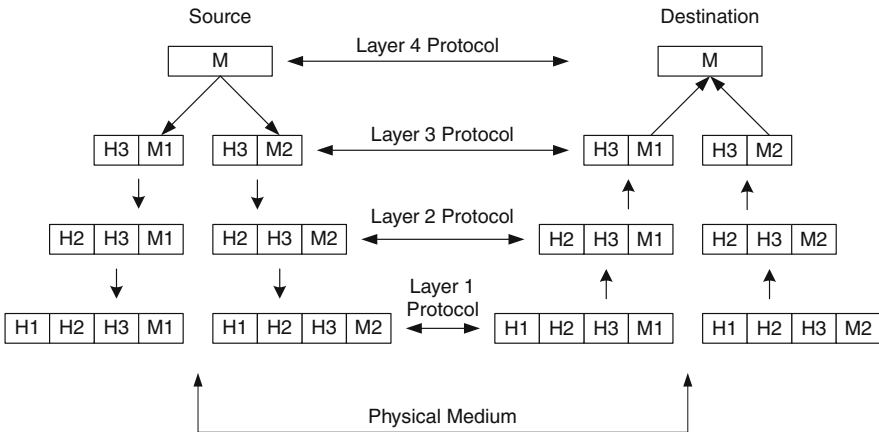 Source Destination
M Layer 4 Protocol M
H3 M1 H3 M2 Layer 3 Protocol H3 M1 H3 M2
H2 H3 M1 H2 H3 M2 Layer 2 Protocol H2 H3 M1 H2 H3 M2
Layer 1
Protocol
H1 H2 H3 M1 H1 H2 H3 M2 H1 H2 H3 M1 H1 H2 H3 M2
Physical Medium